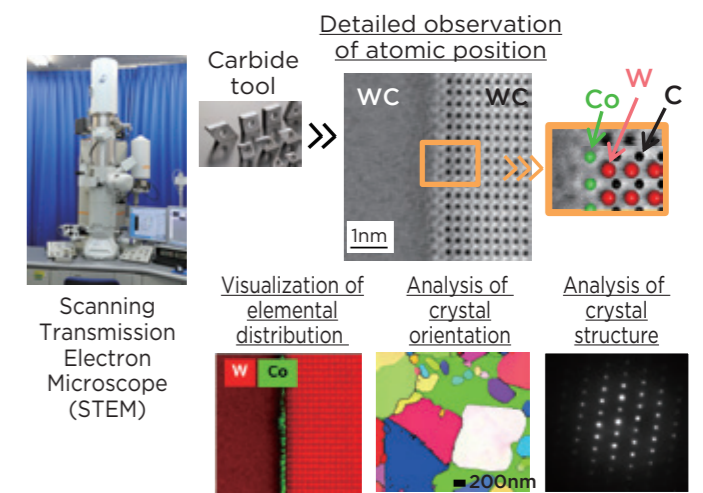 Detailed observation
of atomic position
Carbide
tool
WC
WC
W
Co
C
1nm
Scanning
Transmission
Electron
Microscope
(STEM)
Visualization of
elemental
distribution
W
Co
Analysis of
crystal
orientation
200nm
Analysis of
crystal
structure